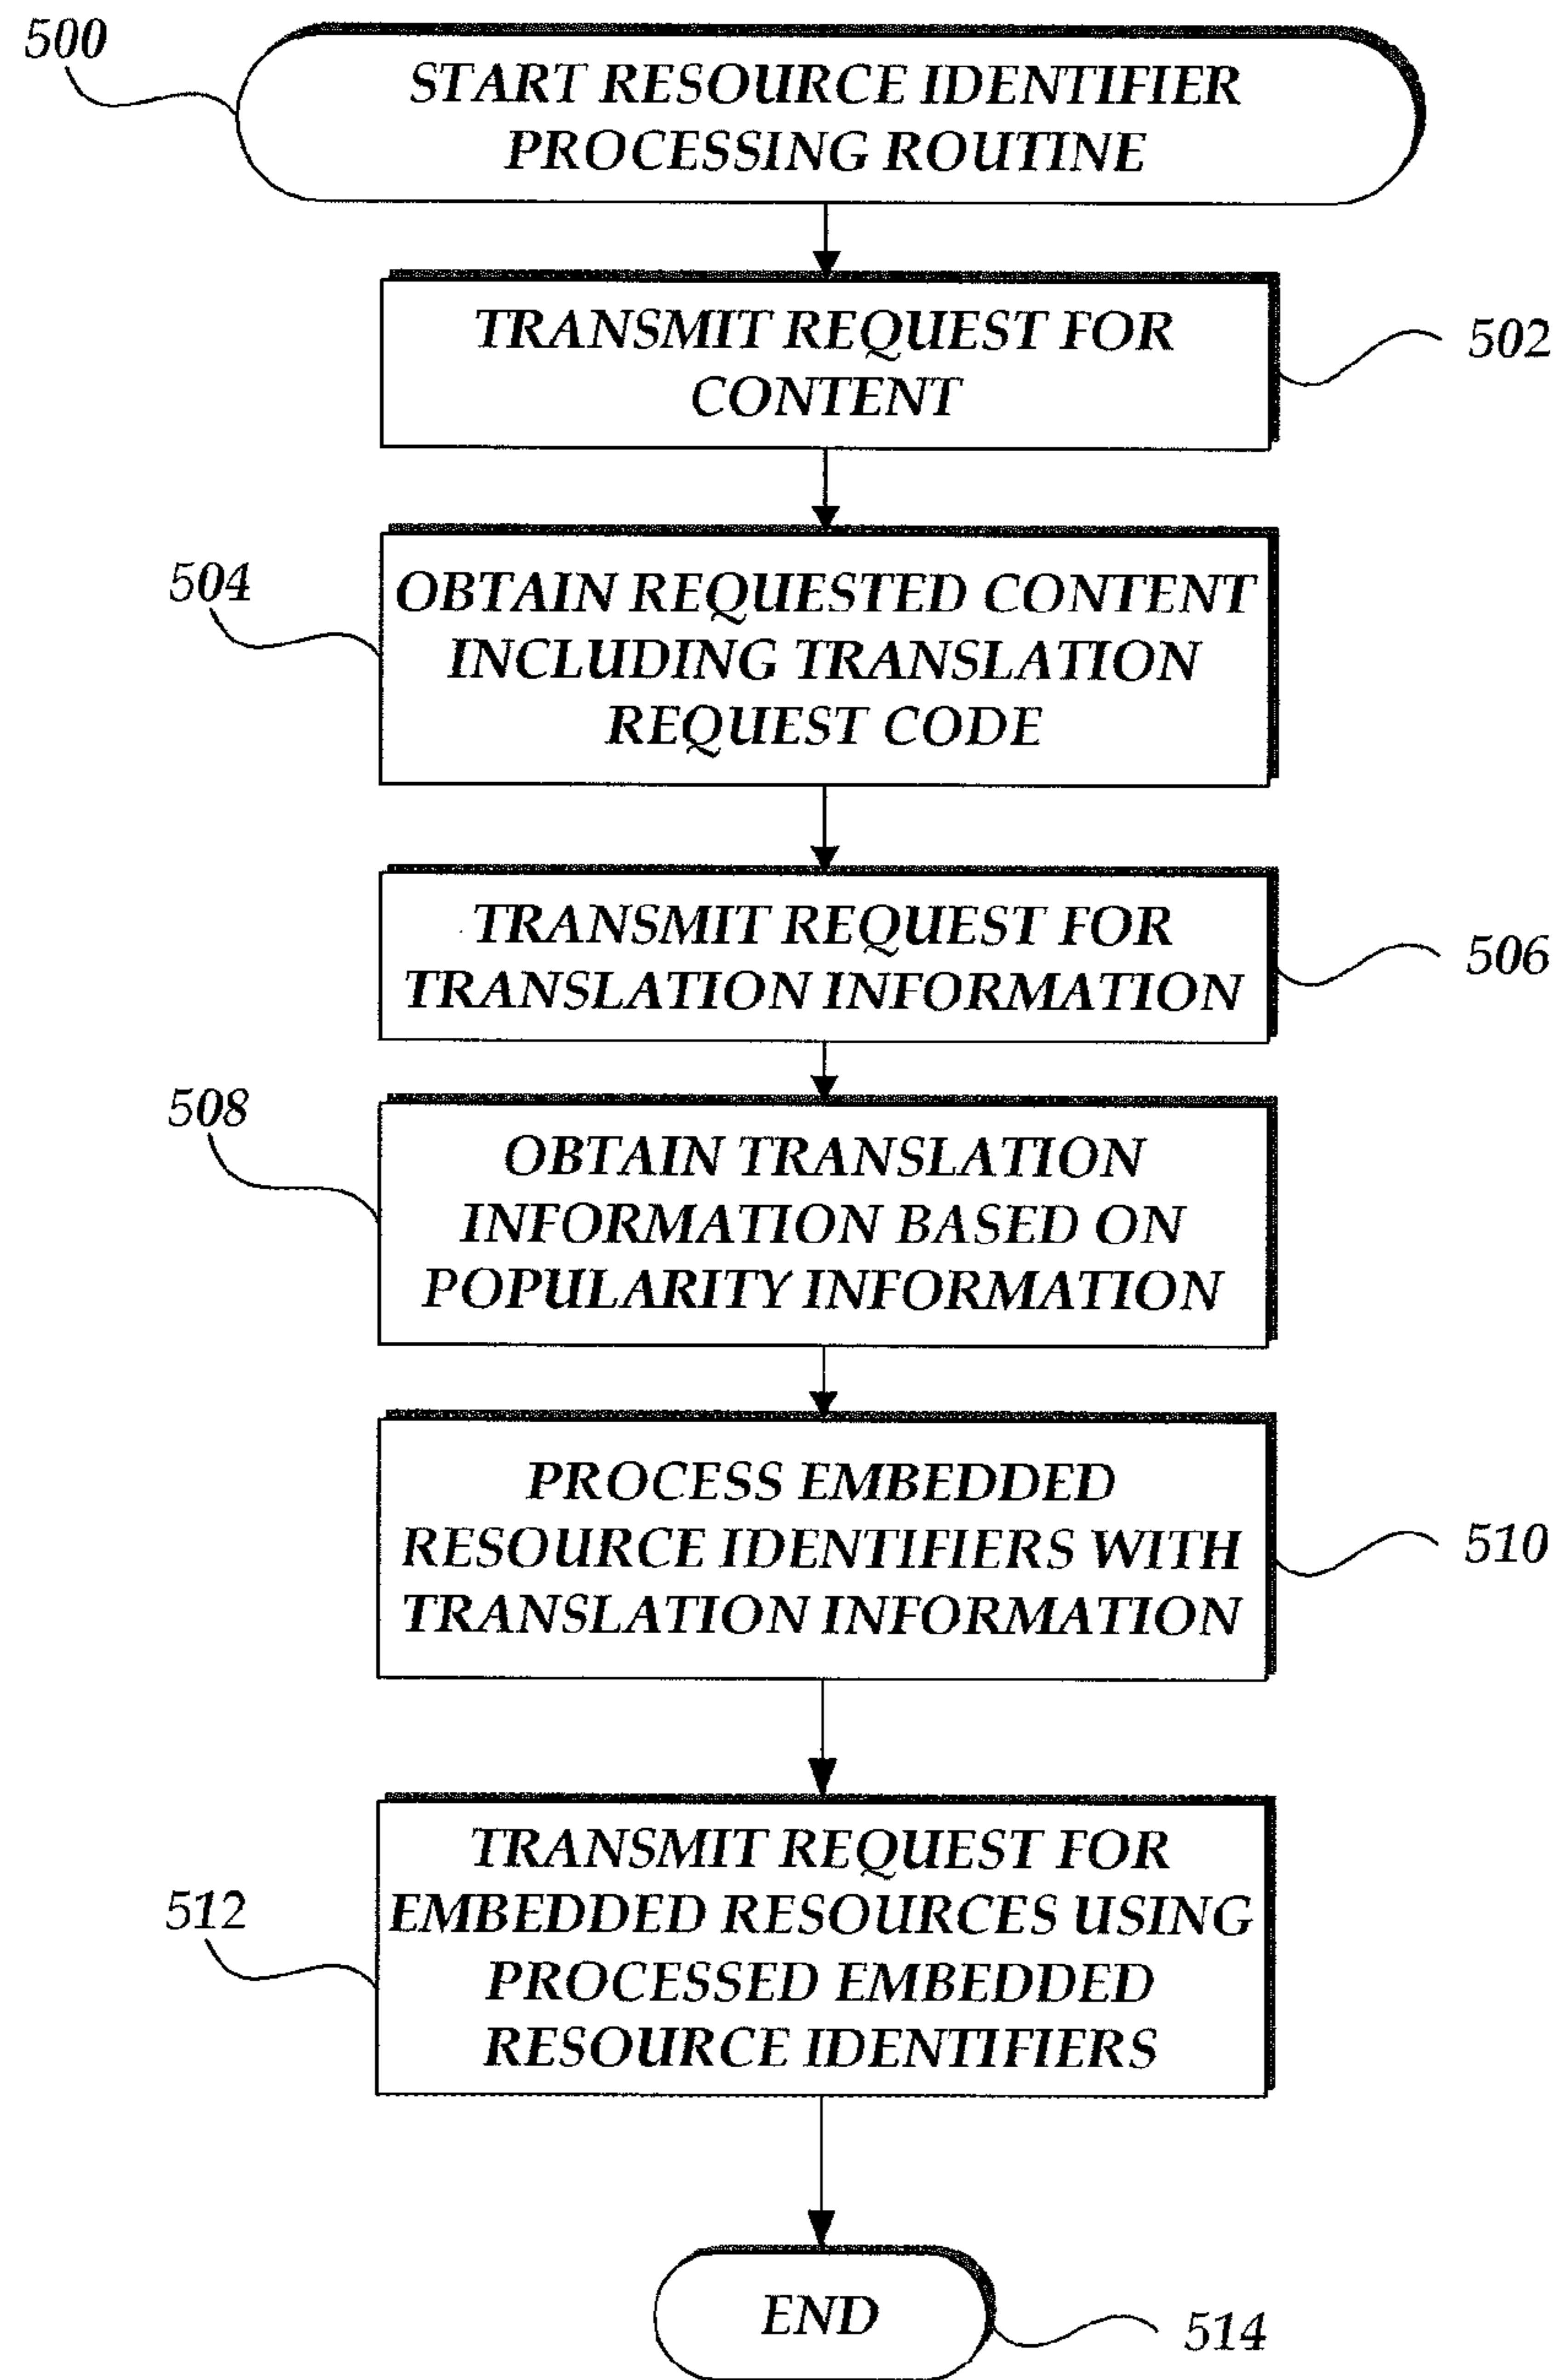 500
START RESOURCE IDENTIFIER
PROCESSING ROUTINE
TRANSMIT REQUEST FOR
CONTENT
502
504
OBTAIN REQUESTED CONTENT
INCLUDING TRANSLATION
REQUEST CODE
TRANSMIT REQUEST FOR
TRANSLATION INFORMATION
506
508
OBTAIN TRANSLATION
INFORMATION BASED ON
POPULARITY INFORMATION
PROCESS EMBEDDED
RESOURCE IDENTIFIERS WITH
TRANSLATION INFORMATION
510
512
TRANSMIT REQUEST FOR
EMBEDDED RESOURCES USING
PROCESSED EMBEDDED
RESOURCE IDENTIFIERS
END
514